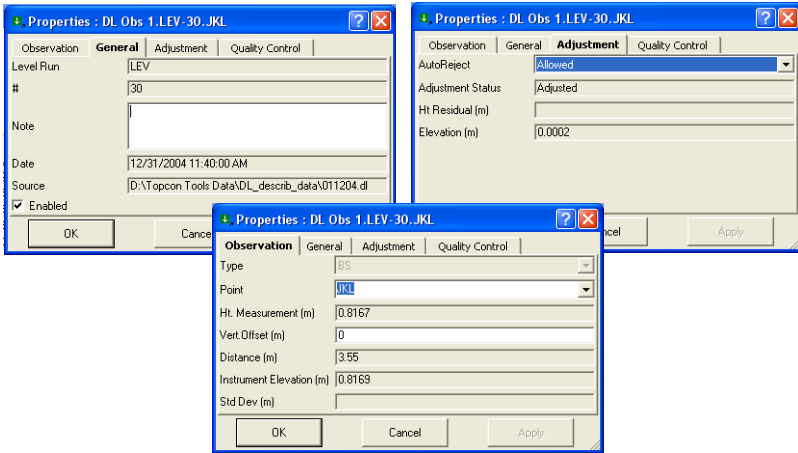 Properties : DL Obs 1.LEV-30.JKL
Observation General Adjustment Quality Control
Level Run LEV
# 30
Note
Date 12/31/2004 11:40:00 AM
Source D:\Topcon Tools Data\DL_describ_data\011204.dl
Enabled
OK Cance
Properties : DL Obs 1.LEV-30.JKL
Observation General Adjustment Quality Control
AutoReject Allowed
Adjustment Status Adjusted
Ht Residual (m)
Elevation (m) 0.0002
ncel Apply
Properties : DL Obs 1.LEV-30.JKL
Observation General Adjustment Quality Control
Type BS
Point JKL
Ht. Measurement (m) 0.8167
Vert.Offset (m) 0
Distance (m) 3.55
Instrument Elevation (m) 0.8169
Std Dev (m)
OK Cancel Apply